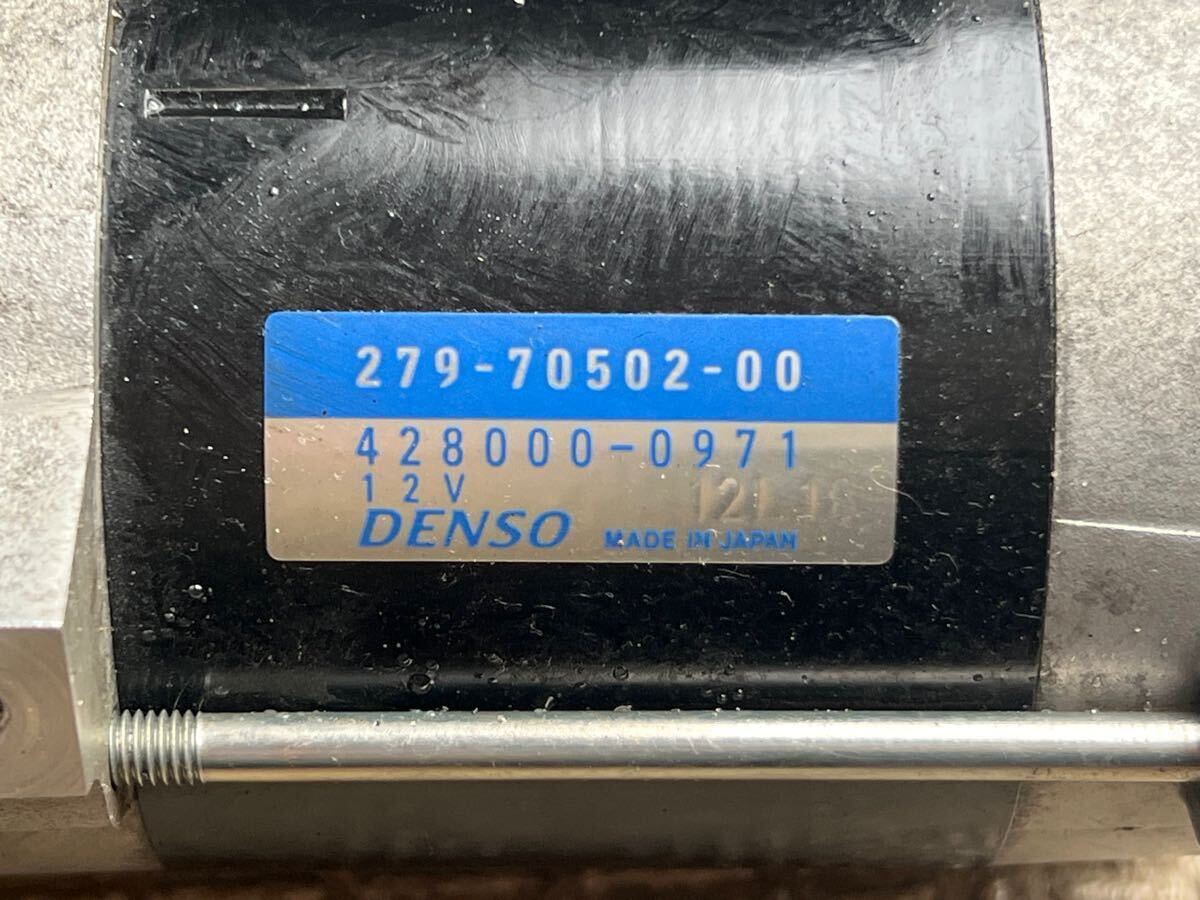 279-70502-00
428000-0971
12V
DENSO MADE IN JAPAN